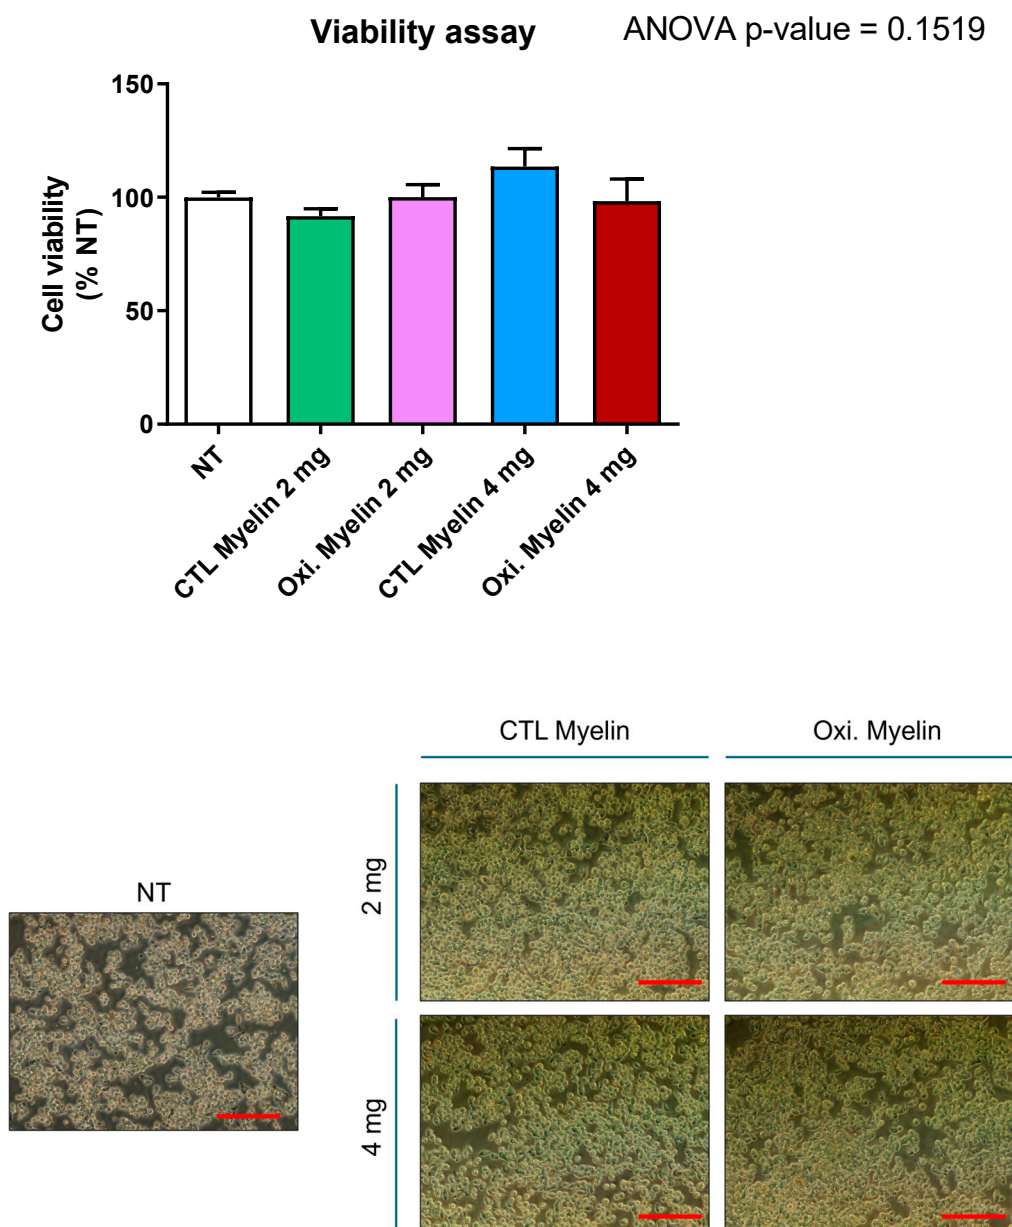 Viability assay
ANOVA p-value = 0.1519
Cell viability
(% NT)
150
100
50
0
NT
CTL Myelin 2 mg
Oxi. Myelin 2 mg
CTL Myelin 4 mg
Oxi. Myelin 4 mg
CTL Myelin
Oxi. Myelin
2 mg
NT
4 mg